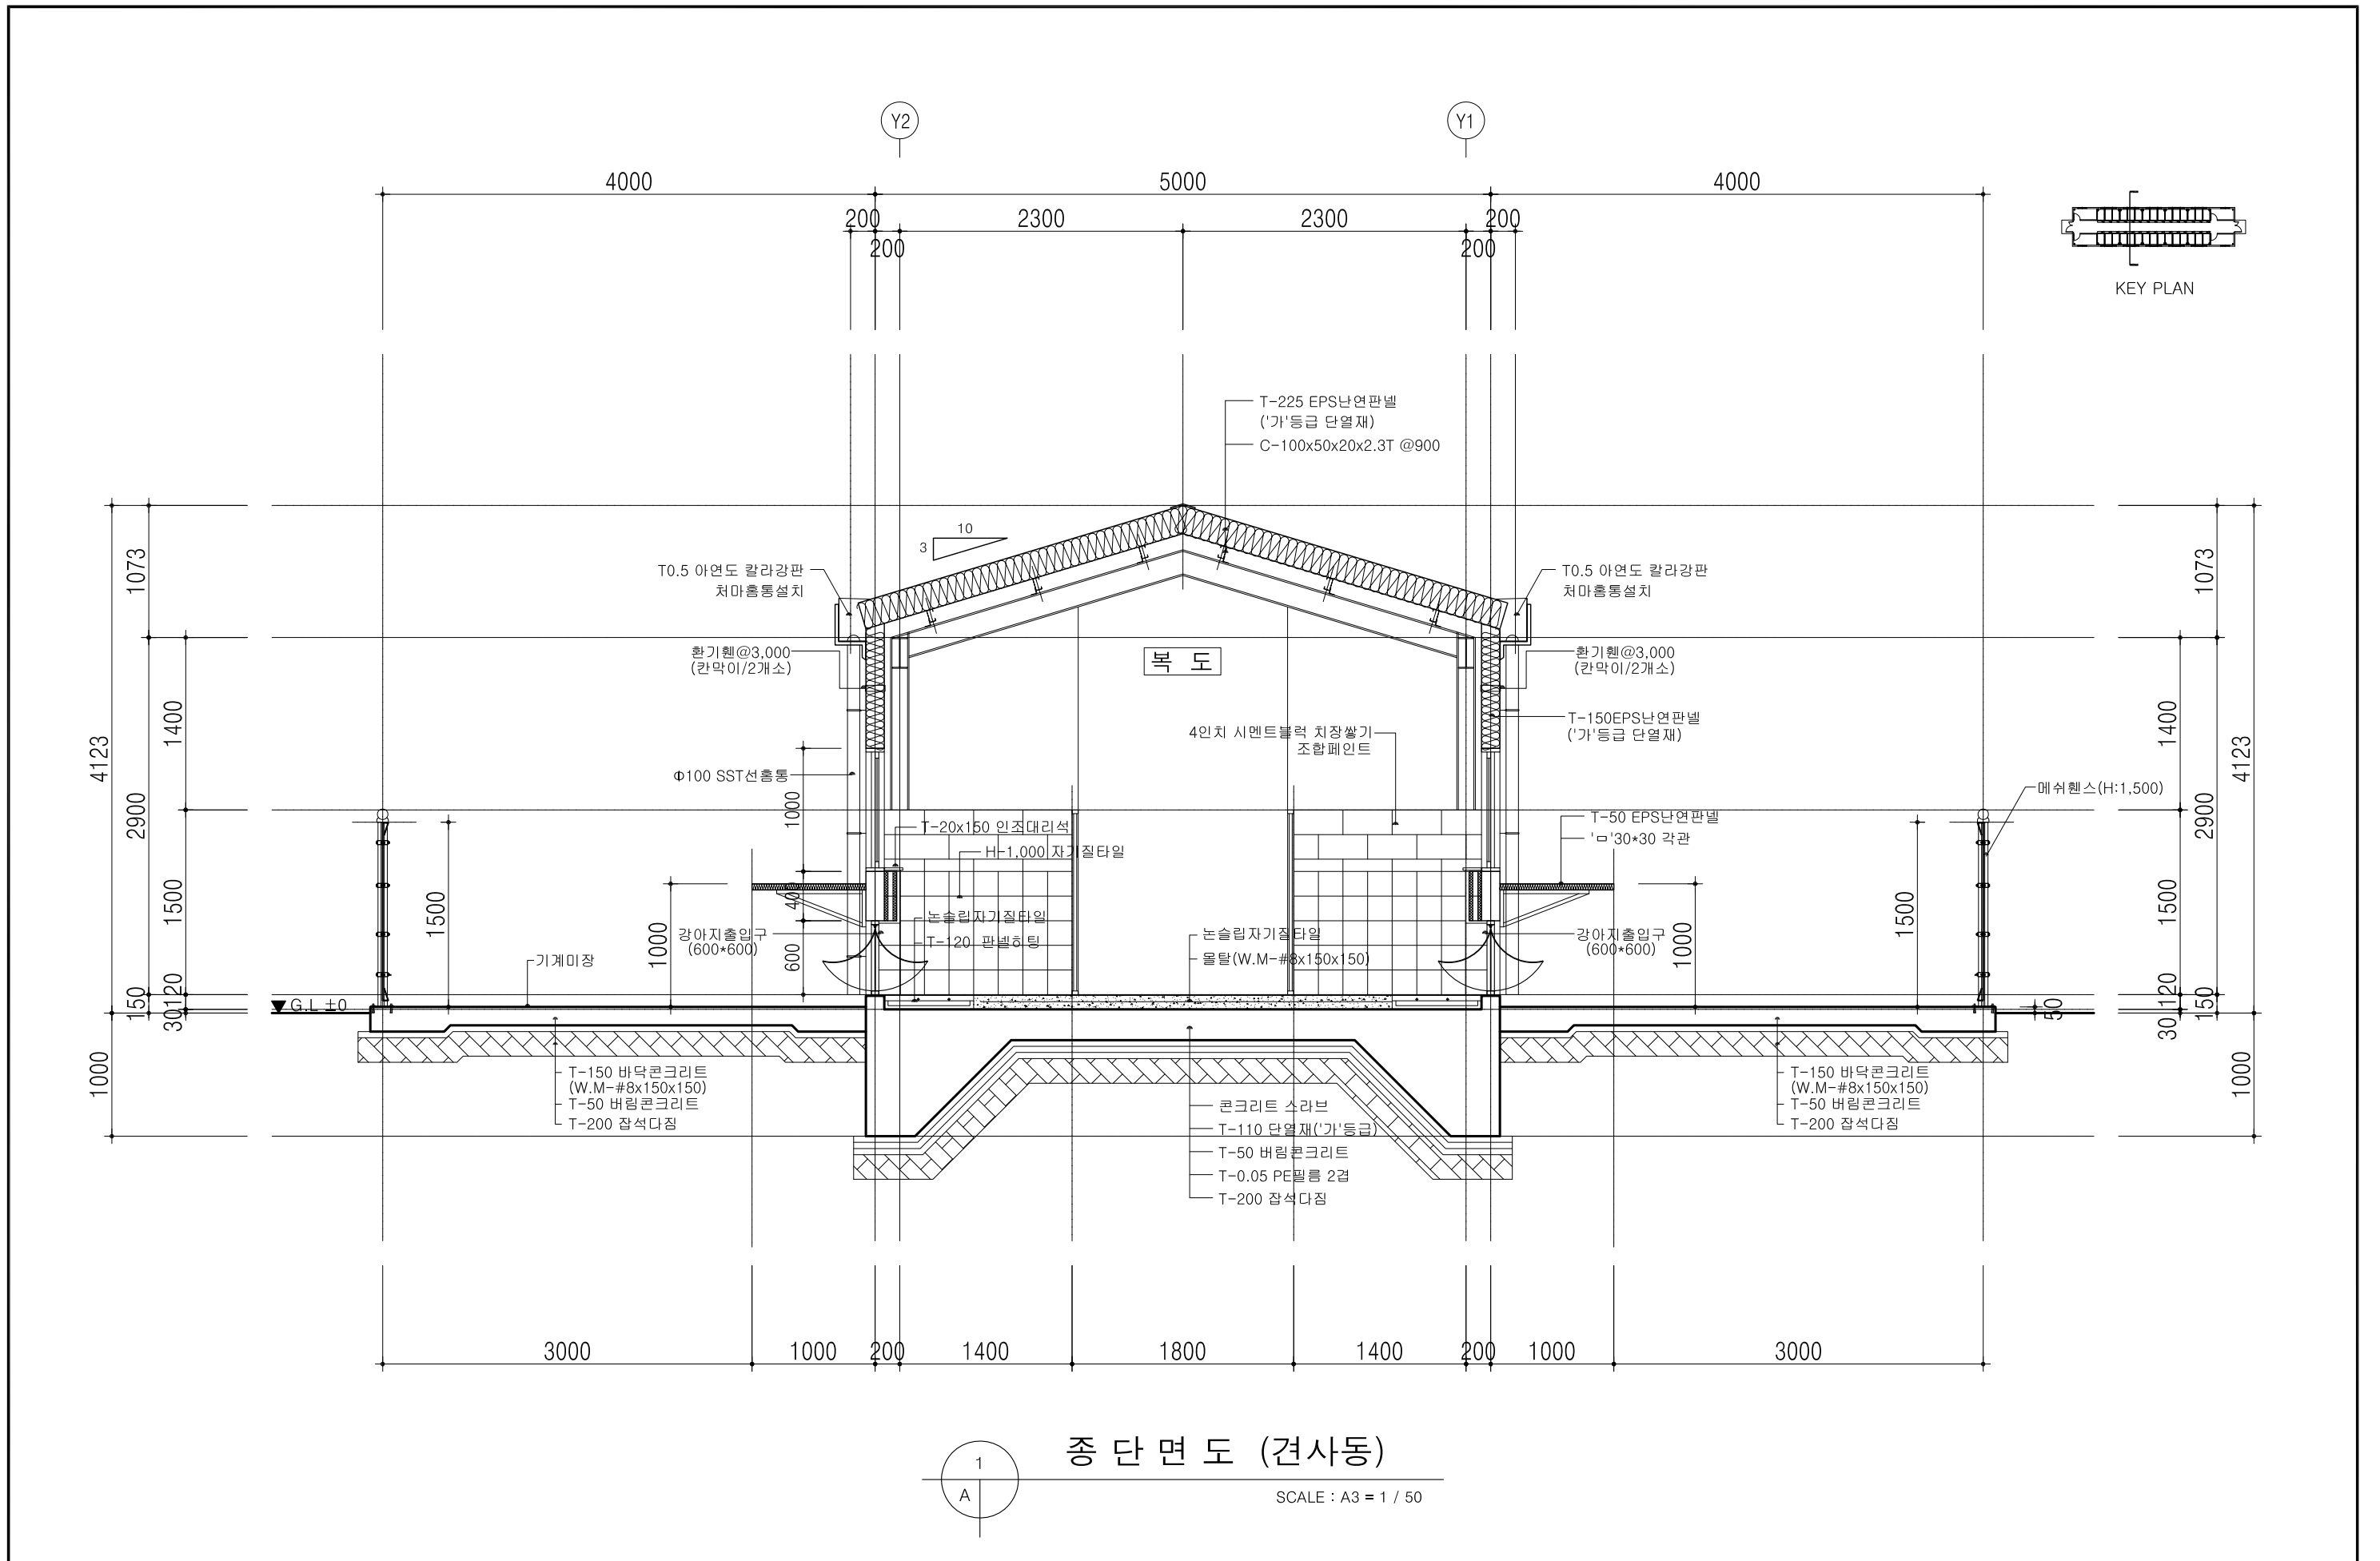 Y2
Y1
4000
5000
4000
200
2300
2300
200
200
200
KEY PLAN
T-225 EPS난연판넬
('가'등급 단열재)
C-100x50x20x2.3T @900
10
3
T0.5 아연도 칼라강판
처마홈통설치
T0.5 아연도 칼라강판
처마홈통설치
1073
1073
환기휀@3,000
(칸막이/2개소)
복 도
환기휀@3,000
(칸막이/2개소)
T-150EPS난연판넬
('가'등급 단열재)
4인치 시멘트블럭 치장쌓기
조합페인트
Φ100 SST선홈통
1400
1400
4123
4123
2900
2900
1000
메쉬휀스(H:1,500)
T-50 EPS난연판넬
'ㅁ'30*30 각관
T-20x150 인조대리석
H-1,000 자기질타일
400
1500
1500
1500
1500
1000
1000
논슬립자기질타일
T-120 판넬히팅
강아지출입구
(600*600)
600
논슬립자기질타일
몰탈(W.M-#8x150x150)
강아지출입구
(600*600)
기계미장
G.L ±0
150
30
120
50
30
120
150
1000
1000
T-150 바닥콘크리트
(W.M-#8x150x150)
T-50 버림콘크리트
T-200 잡석다짐
T-150 바닥콘크리트
(W.M-#8x150x150)
T-50 버림콘크리트
T-200 잡석다짐
콘크리트 스라브
T-110 단열재('가'등급)
T-50 버림콘크리트
T-0.05 PE필름 2겹
T-200 잡석다짐
3000
1000
200
1400
1800
1400
200
1000
3000
종 단 면 도 (견사동)
1
A
SCALE : A3 = 1 / 50